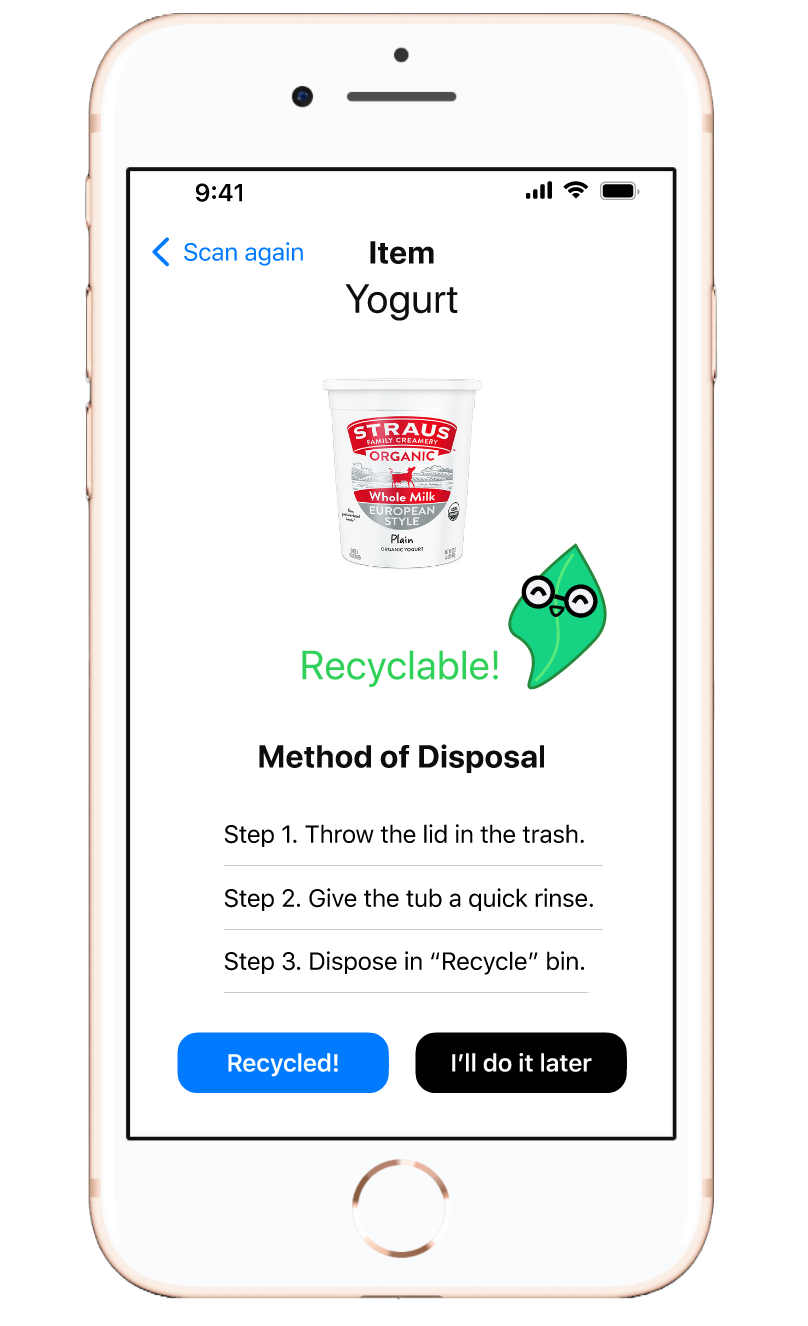 9:41
Scan again
Item
Yogurt
STRAUS
FAMILY CREAMERY
ORGANIC
Whole Milk
EUROPEAN
STYLE
Plain
ORGANIC YOGURT
Recyclable!
Method of Disposal
Step 1. Throw the lid in the trash.
Step 2. Give the tub a quick rinse.
Step 3. Dispose in “Recycle” bin.
Recycled!
I’ll do it later